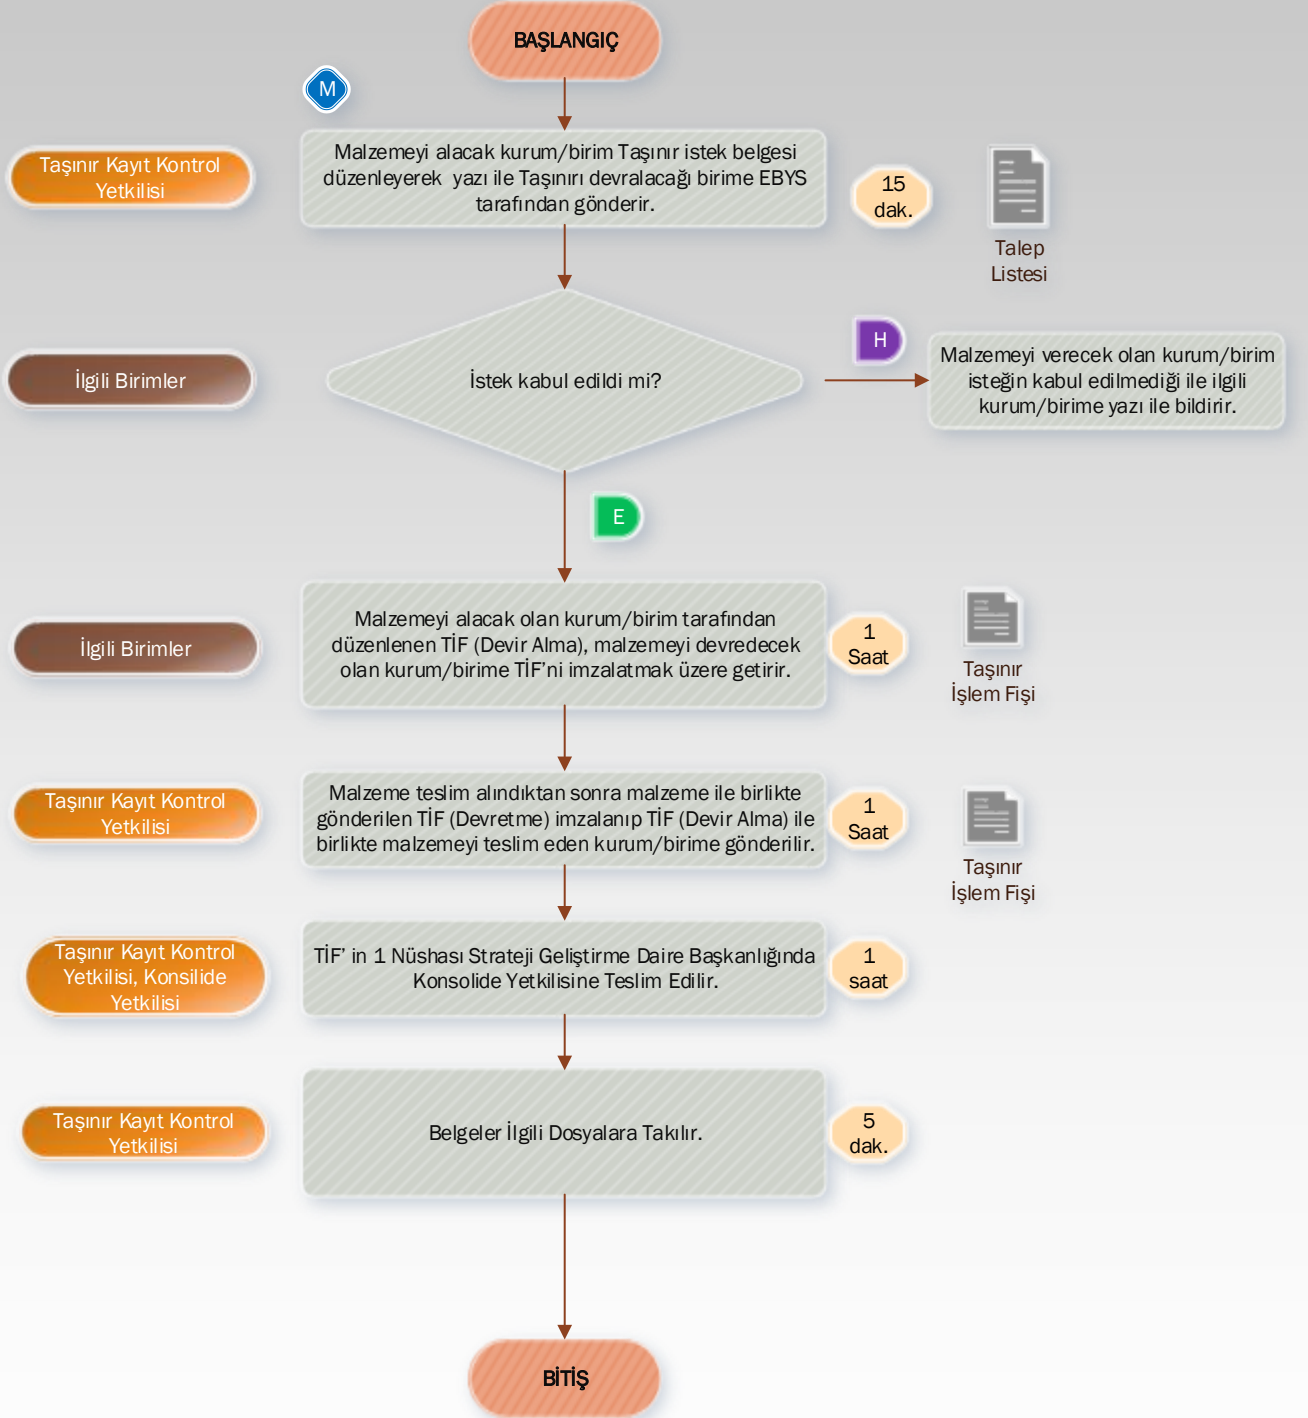 BAŞLANGIÇ
M
Taşınır Kayıt Kontrol
Yetkilisi
Malzemeyi alacak kurum/birim Taşınır istek belgesi
düzenleyerek yazı ile Taşınırı devralacağı birime EBYS
tarafından gönderir.
15
dak.
Talep
Listesi
İlgili Birimler
İstek kabul edildi mi?
H
Malzemeyi verecek olan kurum/birim
isteğin kabul edilmediği ile ilgili
kurum/birime yazı ile bildirir.
E
İlgili Birimler
Malzemeyi alacak olan kurum/birim tarafından
düzenlenen TİF (Devir Alma), malzemeyi devredecek
olan kurum/birime TİF’ni imzalatmak üzere getirir.
1
Saat
Taşınır
İşlem Fişi
Taşınır Kayıt Kontrol
Yetkilisi
Malzeme teslim alındıktan sonra malzeme ile birlikte
gönderilen TİF (Devretme) imzalanıp TİF (Devir Alma) ile
birlikte malzemeyi teslim eden kurum/birime gönderilir.
1
Saat
Taşınır
İşlem Fişi
Taşınır Kayıt Kontrol
Yetkilisi, Konsilide
Yetkilisi
TİF’ in 1 Nüshası Strateji Geliştirme Daire Başkanlığında
Konsolide Yetkilisine Teslim Edilir.
1
saat
Taşınır Kayıt Kontrol
Yetkilisi
Belgeler İlgili Dosyalara Takılır.
5
dak.
BİTİŞ